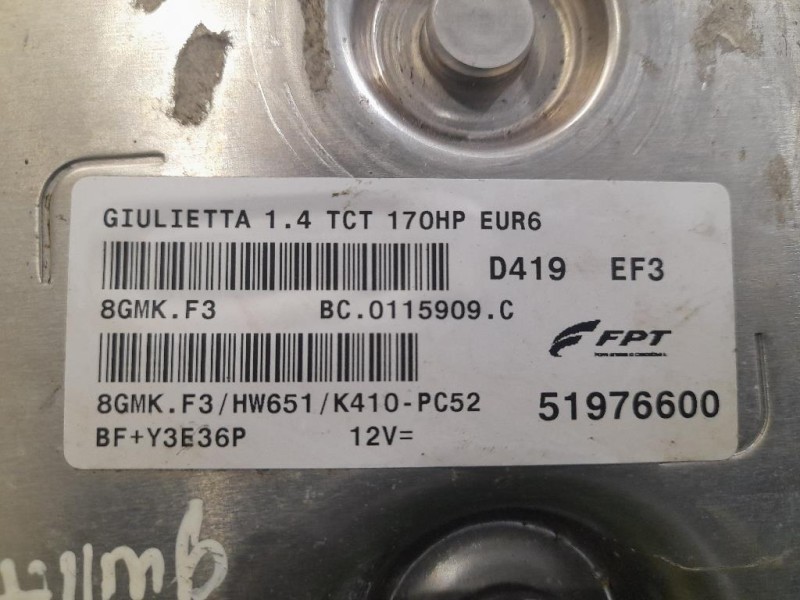 GIULIETTA 1.4 TCT 170HP EUR6
D419 EF3
8GMK.F3 BC.0115909.C
FPT
8GMK.F3/HW651/K410-PC52
51976600
BF+Y3E36P 12V=